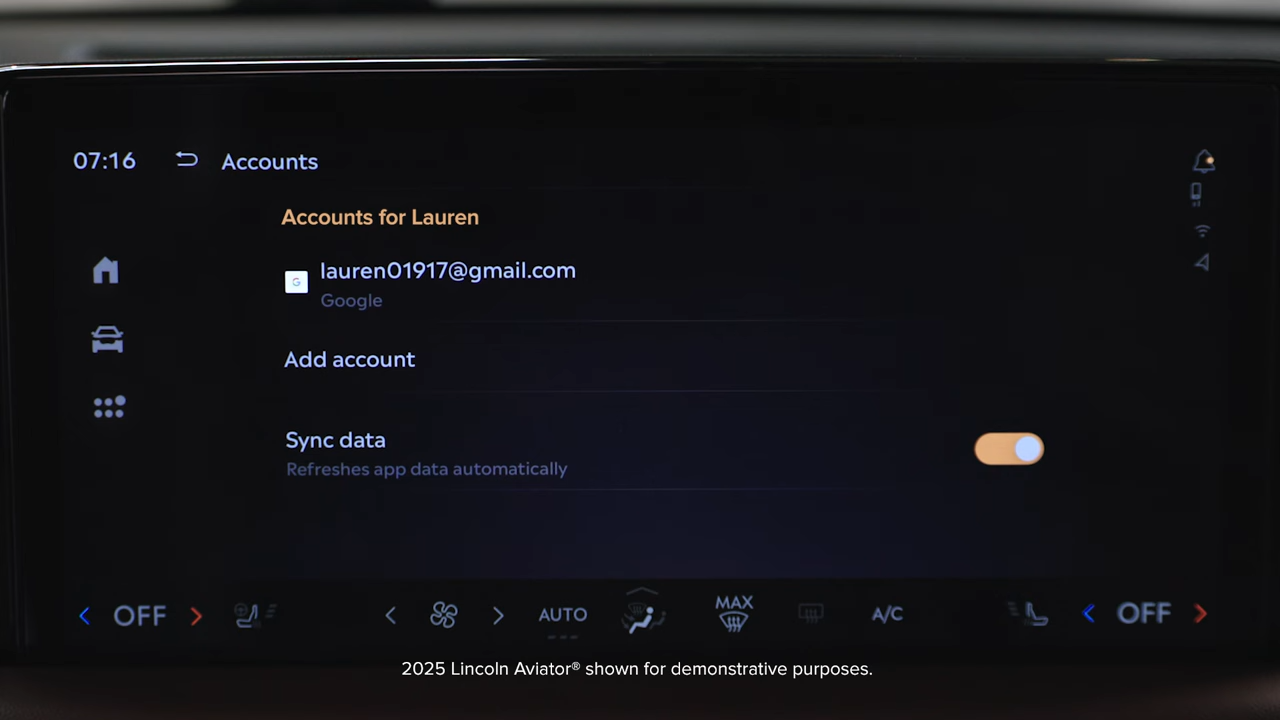 07:16 Accounts
Accounts for Lauren
lauren01917@gmail.com
G
Google
Add account
Sync data
Refreshes app data automatically
OFF AUTO MAX A/C OFF
2025 Lincoln Aviator® shown for demonstrative purposes.